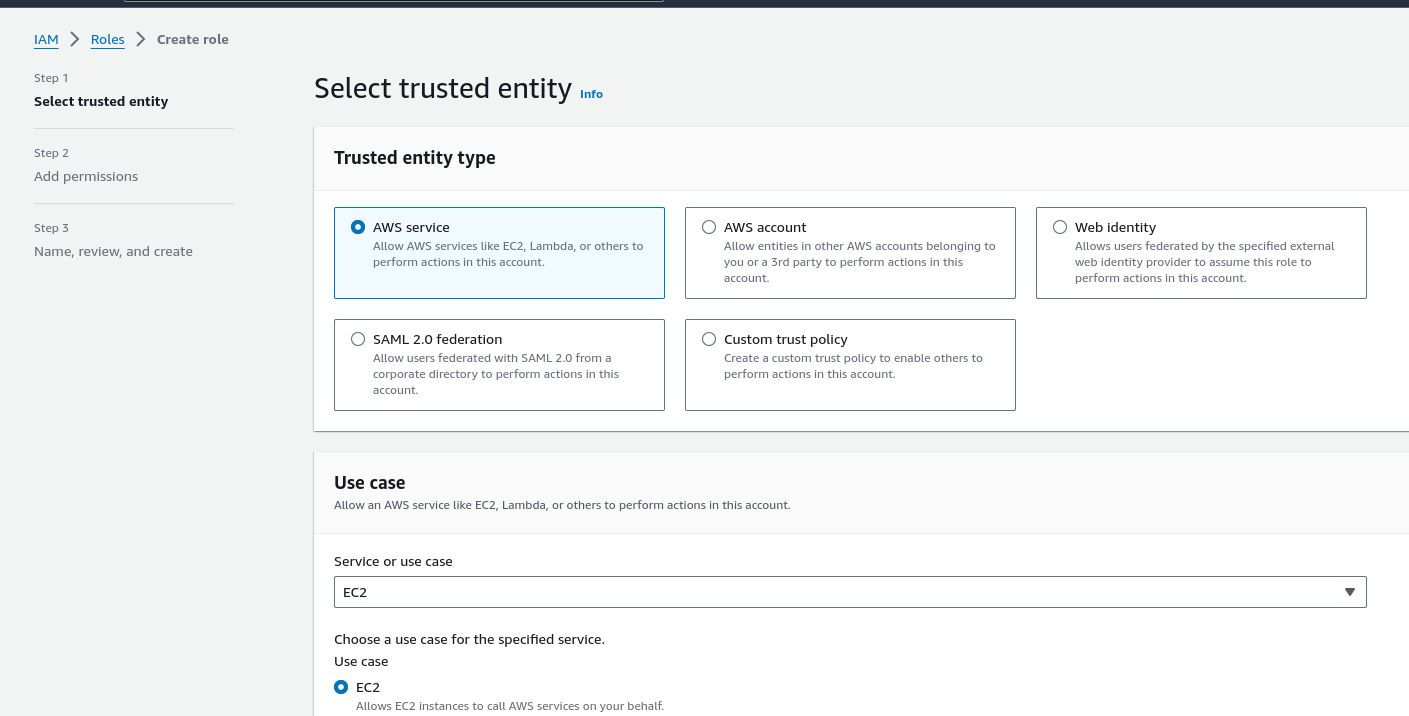 IAM > Roles > Create role
Step 1
Select trusted entity
Step 2
Add permissions
Step 3
Name, review, and create
Select trusted entity Info
Trusted entity type
AWS service
Allow AWS services like EC2, Lambda, or others to
perform actions in this account.
AWS account
Allow entities in other AWS accounts belonging to
you or a 3rd party to perform actions in this
account.
Web identity
Allows users federated by the specified external
web identity provider to assume this role to
perform actions in this account.
SAML 2.0 federation
Allow users federated with SAML 2.0 from a
corporate directory to perform actions in this
account.
Custom trust policy
Create a custom trust policy to enable others to
perform actions in this account.
Use case
Allow an AWS service like EC2, Lambda, or others to perform actions in this account.
Service or use case
EC2
Choose a use case for the specified service.
Use case
EC2
Allows EC2 instances to call AWS services on your behalf.